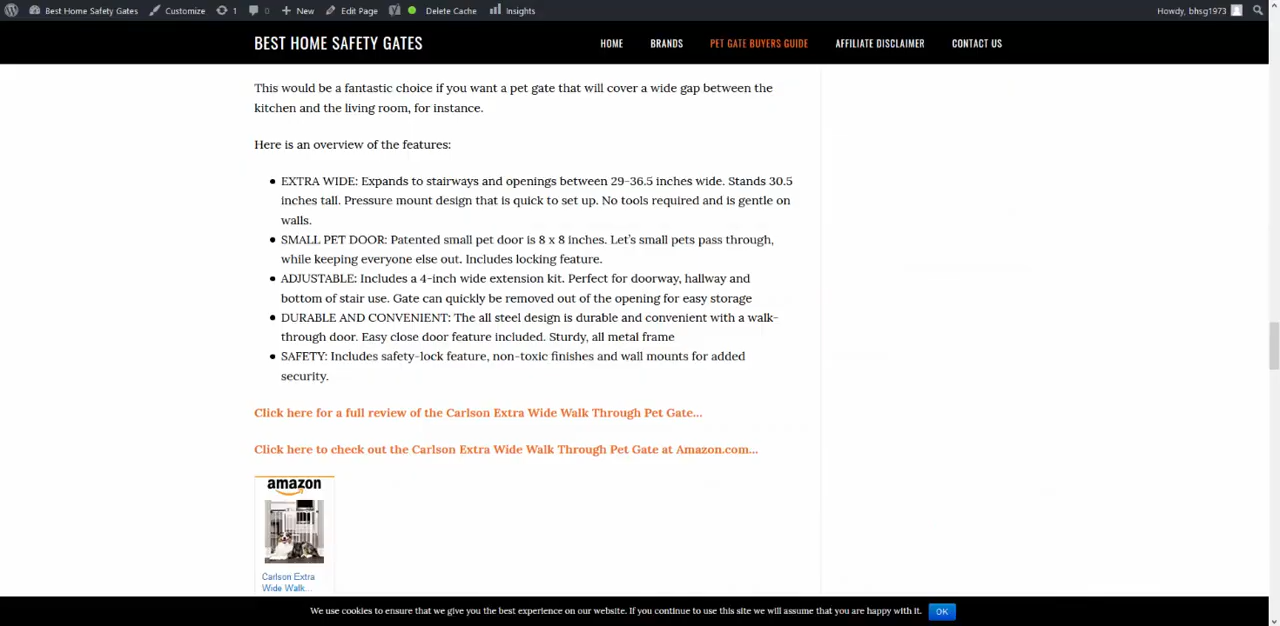 Best Home Safety Gates Customize 1 0 New Edit Page Delete Cache Insights Howdy, bhsg1973
BEST HOME SAFETY GATES HOME BRANDS PET GATE BUYERS GUIDE AFFILIATE DISCLAIMER CONTACT US
This would be a fantastic choice if you want a pet gate that will cover a wide gap between the
kitchen and the living room, for instance.
Here is an overview of the features:
• EXTRA WIDE: Expands to stairways and openings between 29-36.5 inches wide. Stands 30.5
inches tall. Pressure mount design that is quick to set up. No tools required and is gentle on
walls.
• SMALL PET DOOR: Patented small pet door is 8 x 8 inches. Let's small pets pass through,
while keeping everyone else out. Includes locking feature.
• ADJUSTABLE: Includes a 4-inch wide extension kit. Perfect for doorway, hallway and
bottom of stair use. Gate can quickly be removed out of the opening for easy storage
• DURABLE AND CONVENIENT: The all steel design is durable and convenient with a walk-
through door. Easy close door feature included. Sturdy, all metal frame
• SAFETY: Includes safety-lock feature, non-toxic finishes and wall mounts for added
security.
Click here for a full review of the Carlson Extra Wide Walk Through Pet Gate...
Click here to check out the Carlson Extra Wide Walk Through Pet Gate at Amazon.com...
amazon
Carlson Extra
Wide Walk...
We use cookies to ensure that we give you the best experience on our website. If you continue to use this site we will assume that you are happy with it. OK